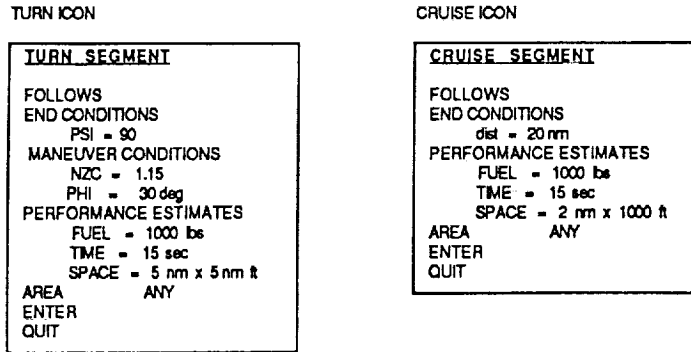 TURN ICON
TURN SEGMENT
FOLLOWS
END CONDITIONS
PSI = 90
MANEUVER CONDITIONS
NZC = 1.15
PHI = 30 deg
PERFORMANCE ESTIMATES
FUEL = 1000 lbs
TIME = 15 sec
SPACE = 5 nm x 5 nm ft
AREA ANY
ENTER
QUIT
CRUISE ICON
CRUISE SEGMENT
FOLLOWS
END CONDITIONS
dist = 20 nm
PERFORMANCE ESTIMATES
FUEL = 1000 lbs
TIME = 15 sec
SPACE = 2 nm x 1000 ft
AREA ANY
ENTER
QUIT